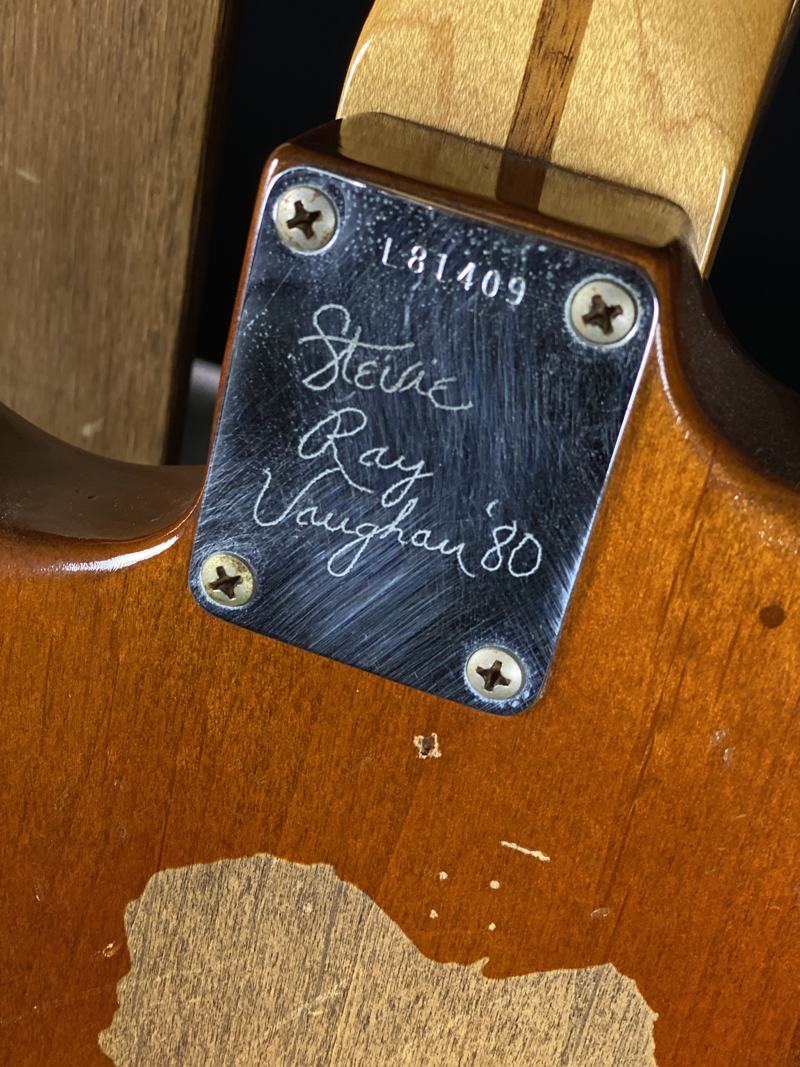 L81409
Stevie
Ray
Vaughan '80